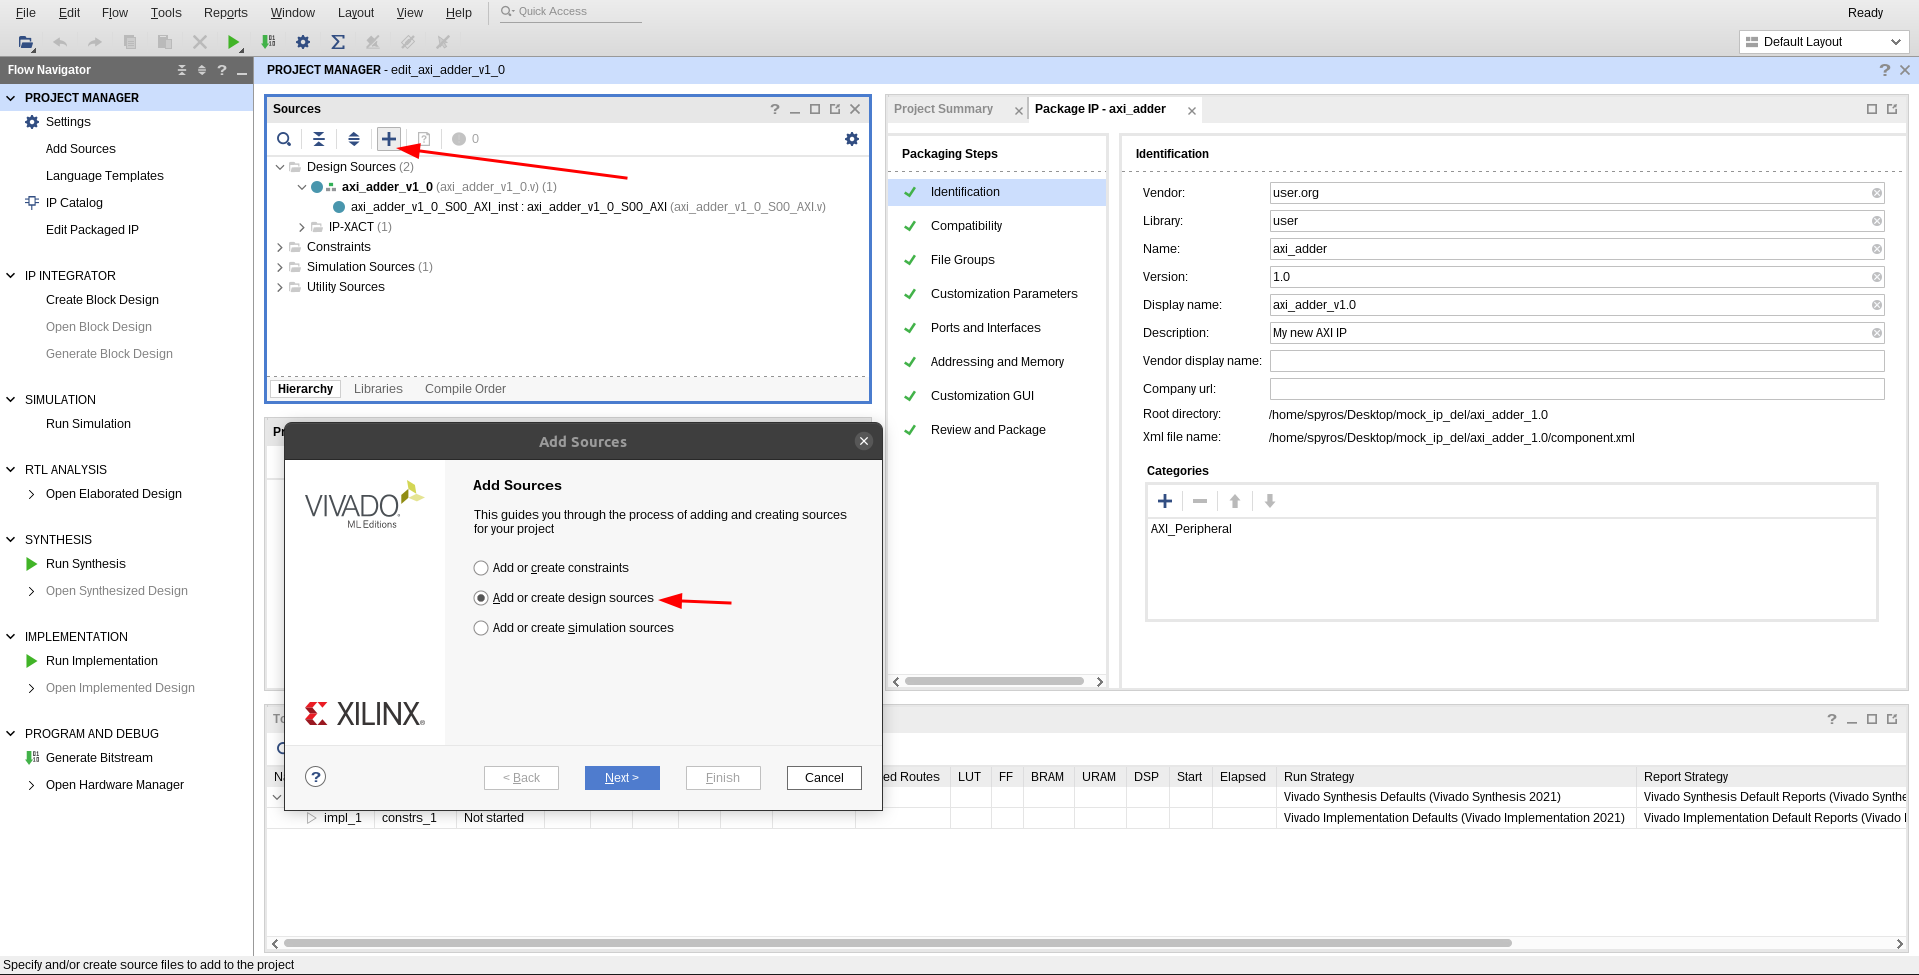 File Edit Flow Tools Reports Window Layout View Help Quick Access Ready
Default Layout
Flow Navigator
PROJECT MANAGER - edit_axi_adder_v1_0
PROJECT MANAGER
Settings
Add Sources
Language Templates
IP Catalog
Edit Packaged IP
IP INTEGRATOR
Create Block Design
Open Block Design
Generate Block Design
SIMULATION
Run Simulation
RTL ANALYSIS
Open Elaborated Design
SYNTHESIS
Run Synthesis
Open Synthesized Design
IMPLEMENTATION
Run Implementation
Open Implemented Design
PROGRAM AND DEBUG
Generate Bitstream
Open Hardware Manager
Sources
0
Design Sources (2)
axi_adder_v1_0 (axi_adder_v1_0.v) (1)
axi_adder_v1_0_S00_AXI_inst : axi_adder_v1_0_S00_AXI (axi_adder_v1_0_S00_AXI.v)
IP-XACT (1)
Constraints
Simulation Sources (1)
Utility Sources
Hierarchy Libraries Compile Order
Project Summary Package IP - axi_adder
Packaging Steps
Identification
Compatibility
File Groups
Customization Parameters
Ports and Interfaces
Addressing and Memory
Customization GUI
Review and Package
Identification
Vendor: user.org
Library: user
Name: axi_adder
Version: 1.0
Display name: axi_adder_v1.0
Description: My new AXI IP
Vendor display name:
Company url:
Root directory: /home/spyros/Desktop/mock_ip_del/axi_adder_1.0
Xml file name: /home/spyros/Desktop/mock_ip_del/axi_adder_1.0/component.xml
Categories
AXI_Peripheral
Add Sources
VIVADO
ML Editions
Add Sources
This guides you through the process of adding and creating sources
for your project
Add or create constraints
Add or create design sources
Add or create simulation sources
XILINX
< Back Next > Finish Cancel
ed Routes LUT FF BRAM URAM DSP Start Elapsed Run Strategy Report Strategy
Vivado Synthesis Defaults (Vivado Synthesis 2021) Vivado Synthesis Default Reports (Vivado Synthe
impl_1 constrs_1 Not started Vivado Implementation Defaults (Vivado Implementation 2021) Vivado Implementation Default Reports (Vivado I
Specify and/or create source files to add to the project